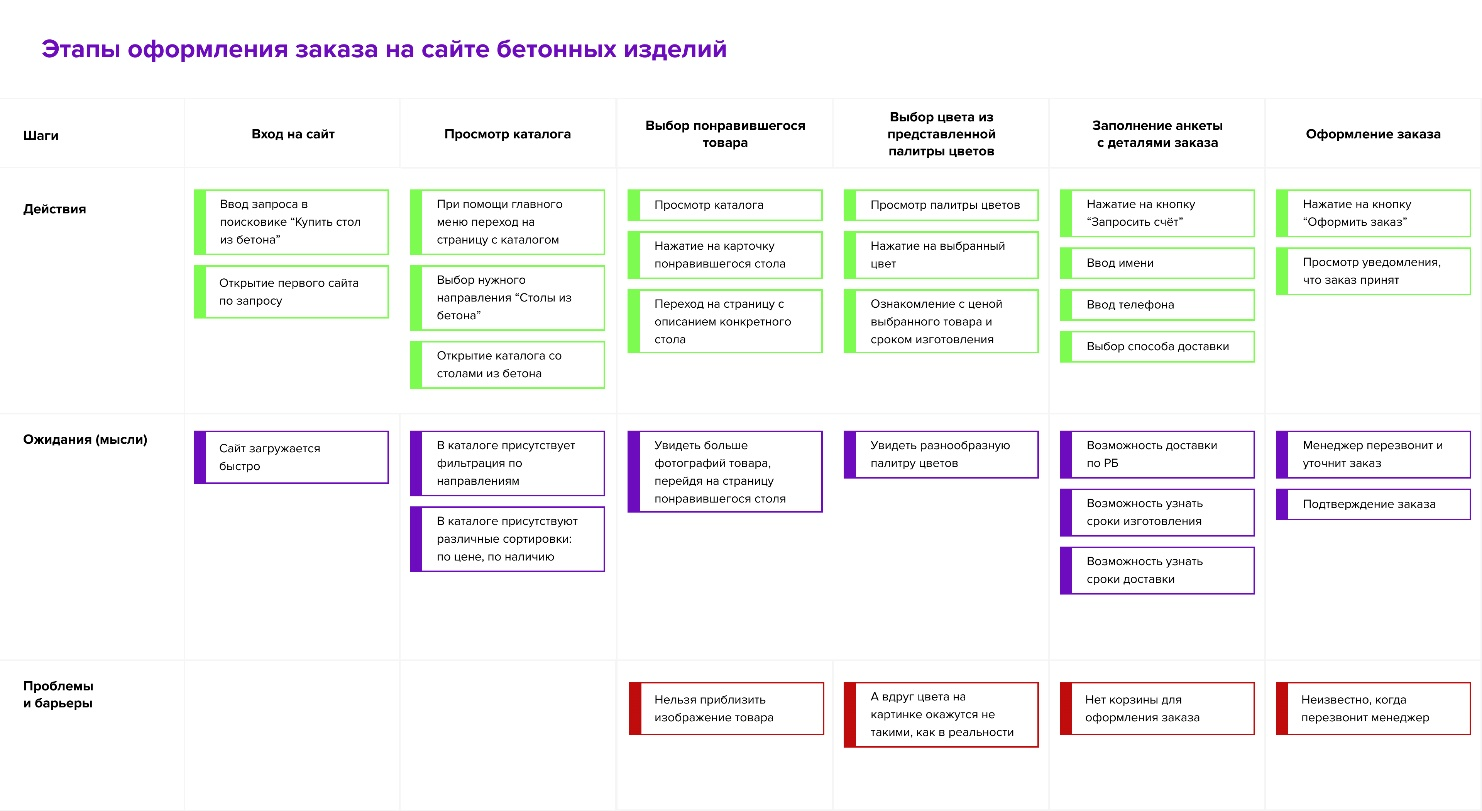 Этапы оформления заказа на сайте бетонных изделий
Шаги
Вход на сайт
Просмотр каталога
Выбор понравившегося
товара
Выбор цвета из
представленной
палитры цветов
Заполнение анкеты
с деталями заказа
Оформление заказа
Действия
Ввод запроса в
поисковике “Купить стол
из бетона”
Открытие первого сайта
по запросу
При помощи главного
меню переход на
страницу с каталогом
Выбор нужного
направления “Столы из
бетона”
Открытие каталога со
столами из бетона
Просмотр каталога
Нажатие на карточку
понравившегося стола
Переход на страницу с
описанием конкретного
стола
Просмотр палитры цветов
Нажатие на выбранный
цвет
Ознакомление с ценой
выбранного товара и
сроком изготовления
Нажатие на кнопку
“Запросить счёт”
Ввод имени
Ввод телефона
Выбор способа доставки
Нажатие на кнопку
“Оформить заказ”
Просмотр уведомления,
что заказ принят
Ожидания (мысли)
Сайт загружается
быстро
В каталоге присутствует
фильтрация по
направлениям
В каталоге присутствуют
различные сортировки:
по цене, по наличию
Увидеть больше
фотографий товара,
перейдя на страницу
понравившегося столя
Увидеть разнообразную
палитру цветов
Возможность доставки
по РБ
Возможность узнать
сроки изготовления
Возможность узнать
сроки доставки
Менеджер перезвонит и
уточнит заказ
Подтверждение заказа
Проблемы
и барьеры
Нельзя приблизить
изображение товара
А вдруг цвета на
картинке окажутся не
такими, как в реальности
Нет корзины для
оформления заказа
Неизвестно, когда
перезвонит менеджер